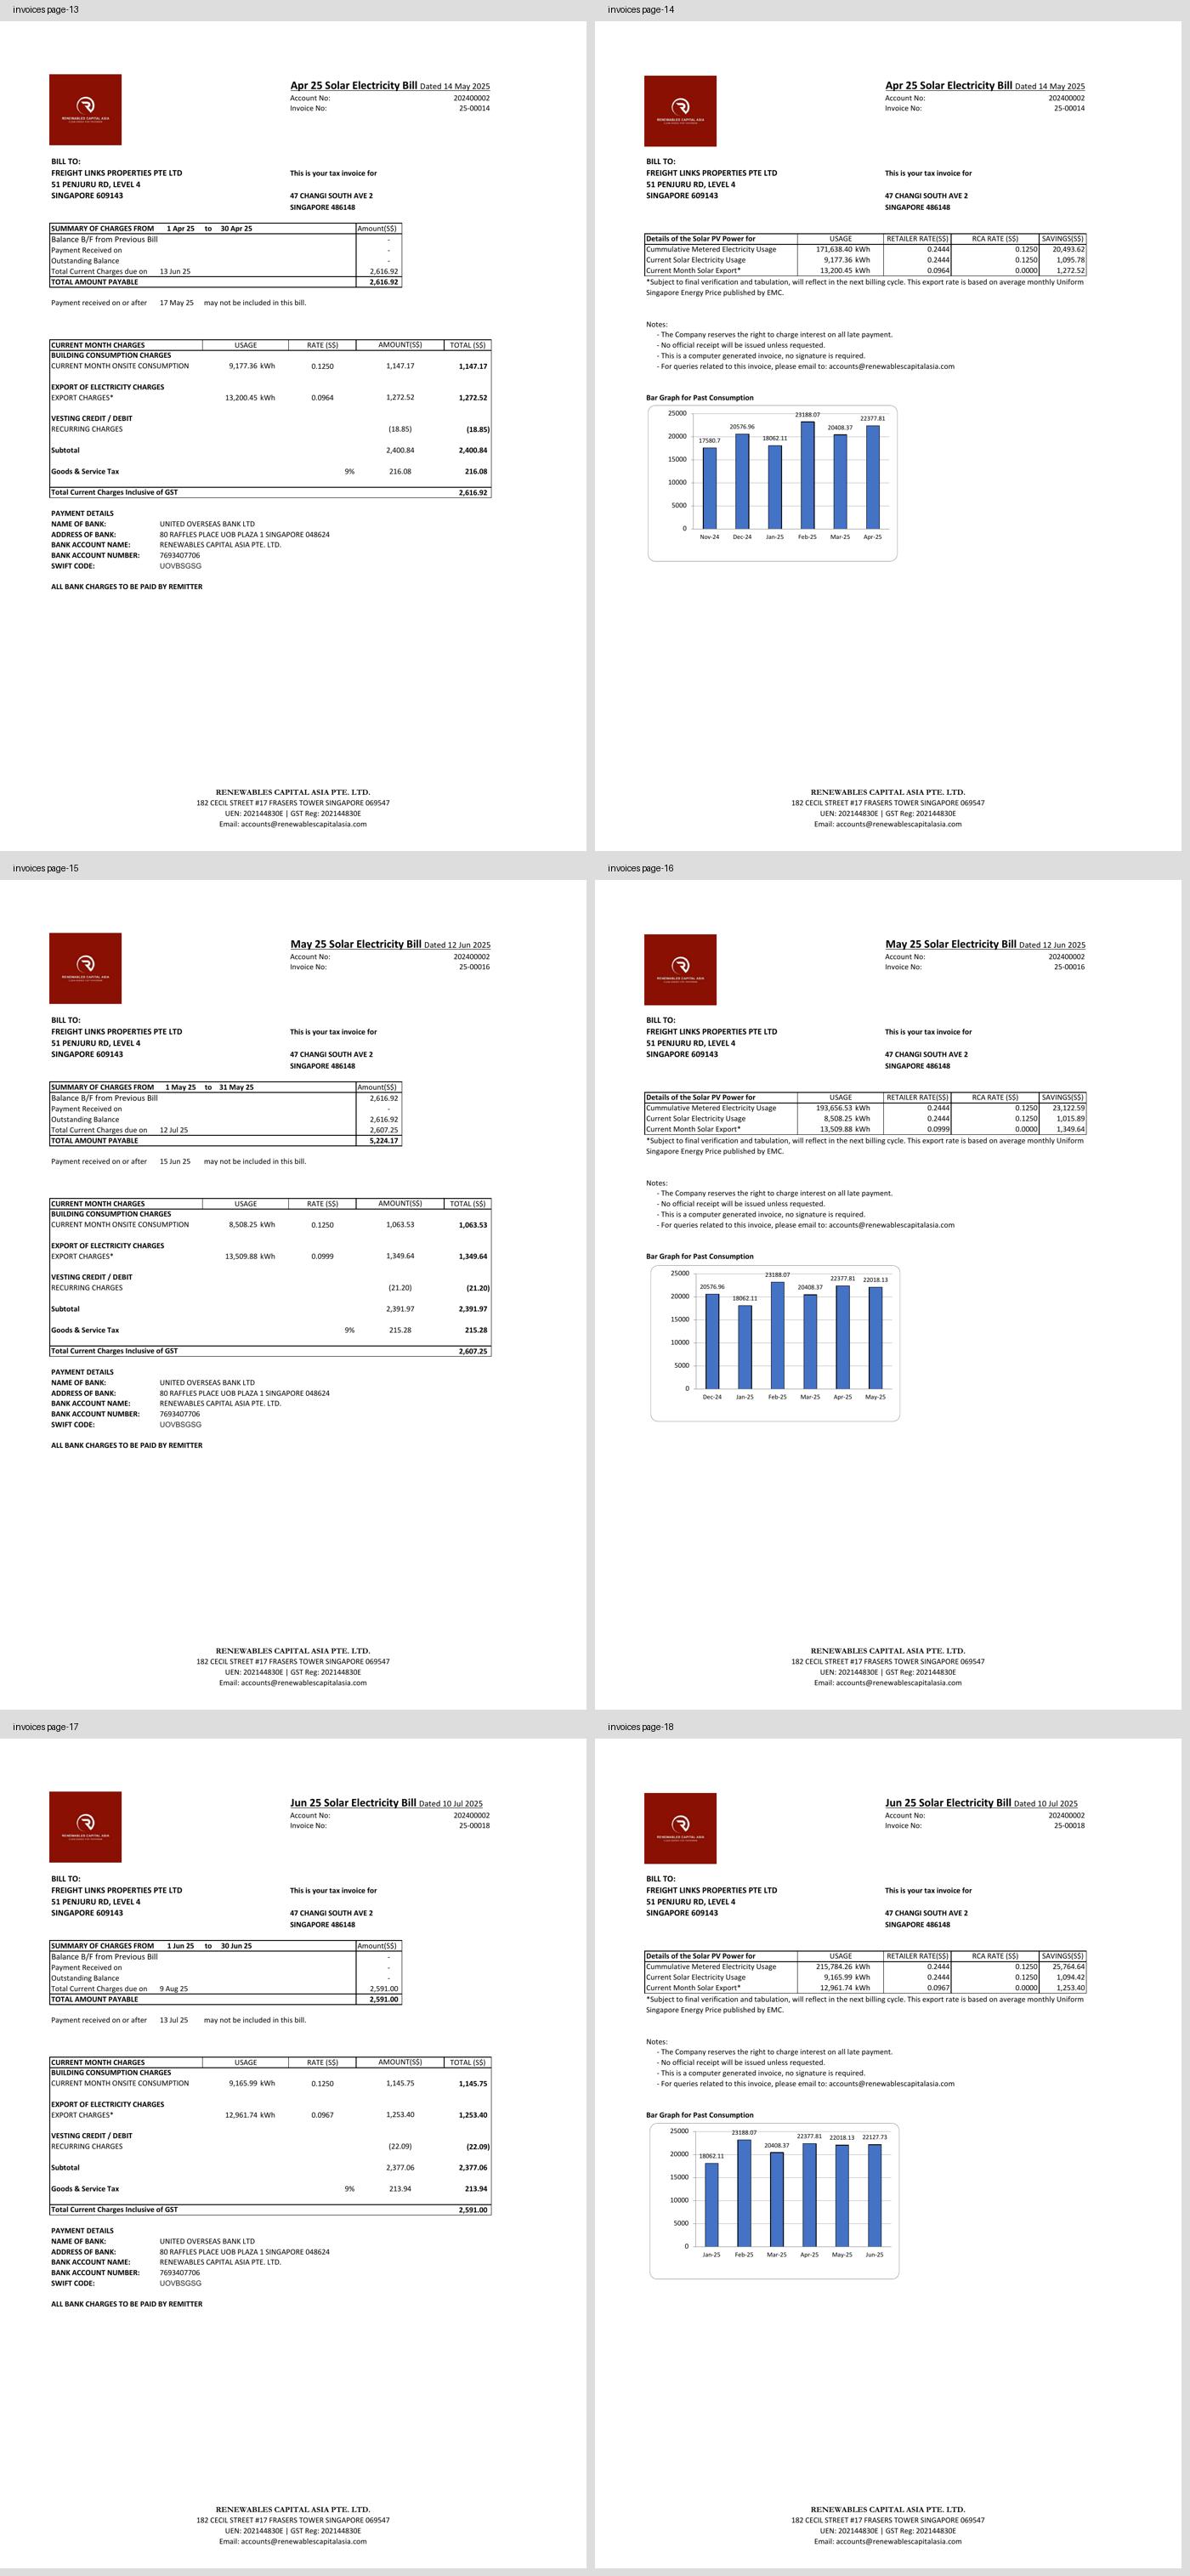 invoices page-13
RENEWABLES CAPITAL ASIA
Apr 25 Solar Electricity Bill Dated 14 May 2025
Account No: 202400002
Invoice No: 25-00014
BILL TO:
FREIGHT LINKS PROPERTIES PTE LTD This is your tax invoice for
51 PENJURU RD, LEVEL 4
SINGAPORE 609143 47 CHANGI SOUTH AVE 2
SINGAPORE 486148
SUMMARY OF CHARGES FROM 1 Apr 25 to 30 Apr 25 Amount(S$)
Balance B/F from Previous Bill -
Payment Received on -
Outstanding Balance -
Total Current Charges due on 13 Jun 25 2,616.92
TOTAL AMOUNT PAYABLE 2,616.92
Payment received on or after 17 May 25 may not be included in this bill.
CURRENT MONTH CHARGES USAGE RATE (S$) AMOUNT(S$) TOTAL (S$)
BUILDING CONSUMPTION CHARGES
CURRENT MONTH ONSITE CONSUMPTION 9,177.36 kWh 0.1250 1,147.17 1,147.17
EXPORT OF ELECTRICITY CHARGES
EXPORT CHARGES* 13,200.45 kWh 0.0964 1,272.52 1,272.52
VESTING CREDIT / DEBIT
RECURRING CHARGES (18.85) (18.85)
Subtotal 2,400.84 2,400.84
Goods & Service Tax 9% 216.08 216.08
Total Current Charges Inclusive of GST 2,616.92
PAYMENT DETAILS
NAME OF BANK: UNITED OVERSEAS BANK LTD
ADDRESS OF BANK: 80 RAFFLES PLACE UOB PLAZA 1 SINGAPORE 048624
BANK ACCOUNT NAME: RENEWABLES CAPITAL ASIA PTE. LTD.
BANK ACCOUNT NUMBER: 7693407706
SWIFT CODE: UOVBSGSG
ALL BANK CHARGES TO BE PAID BY REMITTER
RENEWABLES CAPITAL ASIA PTE. LTD.
182 CECIL STREET #17 FRASERS TOWER SINGAPORE 069547
UEN: 202144830E | GST Reg: 202144830E
Email: accounts@renewablescapitalasia.com
invoices page-14
RENEWABLES CAPITAL ASIA
Apr 25 Solar Electricity Bill Dated 14 May 2025
Account No: 202400002
Invoice No: 25-00014
BILL TO:
FREIGHT LINKS PROPERTIES PTE LTD This is your tax invoice for
51 PENJURU RD, LEVEL 4
SINGAPORE 609143 47 CHANGI SOUTH AVE 2
SINGAPORE 486148
Details of the Solar PV Power for USAGE RETAILER RATE(S$) RCA RATE (S$) SAVINGS(S$)
Cummulative Metered Electricity Usage 171,638.40 kWh 0.2444 0.1250 20,493.62
Current Solar Electricity Usage 9,177.36 kWh 0.2444 0.1250 1,095.78
Current Month Solar Export* 13,200.45 kWh 0.0964 0.0000 1,272.52
*Subject to final verification and tabulation, will reflect in the next billing cycle. This export rate is based on average monthly Uniform
Singapore Energy Price published by EMC.
Notes:
- The Company reserves the right to charge interest on all late payment.
- No official receipt will be issued unless requested.
- This is a computer generated invoice, no signature is required.
- For queries related to this invoice, please email to: accounts@renewablescapitalasia.com
Bar Graph for Past Consumption
25000
20000
15000
10000
5000
0
17580.7 20576.96 18062.11 23188.07 20408.37 22377.81
Nov-24 Dec-24 Jan-25 Feb-25 Mar-25 Apr-25
RENEWABLES CAPITAL ASIA PTE. LTD.
182 CECIL STREET #17 FRASERS TOWER SINGAPORE 069547
UEN: 202144830E | GST Reg: 202144830E
Email: accounts@renewablescapitalasia.com
invoices page-15
RENEWABLES CAPITAL ASIA
May 25 Solar Electricity Bill Dated 12 Jun 2025
Account No: 202400002
Invoice No: 25-00016
BILL TO:
FREIGHT LINKS PROPERTIES PTE LTD This is your tax invoice for
51 PENJURU RD, LEVEL 4
SINGAPORE 609143 47 CHANGI SOUTH AVE 2
SINGAPORE 486148
SUMMARY OF CHARGES FROM 1 May 25 to 31 May 25 Amount(S$)
Balance B/F from Previous Bill 2,616.92
Payment Received on -
Outstanding Balance 2,616.92
Total Current Charges due on 12 Jul 25 2,607.25
TOTAL AMOUNT PAYABLE 5,224.17
Payment received on or after 15 Jun 25 may not be included in this bill.
CURRENT MONTH CHARGES USAGE RATE (S$) AMOUNT(S$) TOTAL (S$)
BUILDING CONSUMPTION CHARGES
CURRENT MONTH ONSITE CONSUMPTION 8,508.25 kWh 0.1250 1,063.53 1,063.53
EXPORT OF ELECTRICITY CHARGES
EXPORT CHARGES* 13,509.88 kWh 0.0999 1,349.64 1,349.64
VESTING CREDIT / DEBIT
RECURRING CHARGES (21.20) (21.20)
Subtotal 2,391.97 2,391.97
Goods & Service Tax 9% 215.28 215.28
Total Current Charges Inclusive of GST 2,607.25
PAYMENT DETAILS
NAME OF BANK: UNITED OVERSEAS BANK LTD
ADDRESS OF BANK: 80 RAFFLES PLACE UOB PLAZA 1 SINGAPORE 048624
BANK ACCOUNT NAME: RENEWABLES CAPITAL ASIA PTE. LTD.
BANK ACCOUNT NUMBER: 7693407706
SWIFT CODE: UOVBSGSG
ALL BANK CHARGES TO BE PAID BY REMITTER
RENEWABLES CAPITAL ASIA PTE. LTD.
182 CECIL STREET #17 FRASERS TOWER SINGAPORE 069547
UEN: 202144830E | GST Reg: 202144830E
Email: accounts@renewablescapitalasia.com
invoices page-16
RENEWABLES CAPITAL ASIA
May 25 Solar Electricity Bill Dated 12 Jun 2025
Account No: 202400002
Invoice No: 25-00016
BILL TO:
FREIGHT LINKS PROPERTIES PTE LTD This is your tax invoice for
51 PENJURU RD, LEVEL 4
SINGAPORE 609143 47 CHANGI SOUTH AVE 2
SINGAPORE 486148
Details of the Solar PV Power for USAGE RETAILER RATE(S$) RCA RATE (S$) SAVINGS(S$)
Cummulative Metered Electricity Usage 193,656.53 kWh 0.2444 0.1250 23,122.59
Current Solar Electricity Usage 8,508.25 kWh 0.2444 0.1250 1,015.89
Current Month Solar Export* 13,509.88 kWh 0.0999 0.0000 1,349.64
*Subject to final verification and tabulation, will reflect in the next billing cycle. This export rate is based on average monthly Uniform
Singapore Energy Price published by EMC.
Notes:
- The Company reserves the right to charge interest on all late payment.
- No official receipt will be issued unless requested.
- This is a computer generated invoice, no signature is required.
- For queries related to this invoice, please email to: accounts@renewablescapitalasia.com
Bar Graph for Past Consumption
25000
20000
15000
10000
5000
0
20576.96 18062.11 23188.07 20408.37 22377.81 22018.13
Dec-24 Jan-25 Feb-25 Mar-25 Apr-25 May-25
RENEWABLES CAPITAL ASIA PTE. LTD.
182 CECIL STREET #17 FRASERS TOWER SINGAPORE 069547
UEN: 202144830E | GST Reg: 202144830E
Email: accounts@renewablescapitalasia.com
invoices page-17
RENEWABLES CAPITAL ASIA
Jun 25 Solar Electricity Bill Dated 10 Jul 2025
Account No: 202400002
Invoice No: 25-00018
BILL TO:
FREIGHT LINKS PROPERTIES PTE LTD This is your tax invoice for
51 PENJURU RD, LEVEL 4
SINGAPORE 609143 47 CHANGI SOUTH AVE 2
SINGAPORE 486148
SUMMARY OF CHARGES FROM 1 Jun 25 to 30 Jun 25 Amount(S$)
Balance B/F from Previous Bill -
Payment Received on -
Outstanding Balance -
Total Current Charges due on 9 Aug 25 2,591.00
TOTAL AMOUNT PAYABLE 2,591.00
Payment received on or after 13 Jul 25 may not be included in this bill.
CURRENT MONTH CHARGES USAGE RATE (S$) AMOUNT(S$) TOTAL (S$)
BUILDING CONSUMPTION CHARGES
CURRENT MONTH ONSITE CONSUMPTION 9,165.99 kWh 0.1250 1,145.75 1,145.75
EXPORT OF ELECTRICITY CHARGES
EXPORT CHARGES* 12,961.74 kWh 0.0967 1,253.40 1,253.40
VESTING CREDIT / DEBIT
RECURRING CHARGES (22.09) (22.09)
Subtotal 2,377.06 2,377.06
Goods & Service Tax 9% 213.94 213.94
Total Current Charges Inclusive of GST 2,591.00
PAYMENT DETAILS
NAME OF BANK: UNITED OVERSEAS BANK LTD
ADDRESS OF BANK: 80 RAFFLES PLACE UOB PLAZA 1 SINGAPORE 048624
BANK ACCOUNT NAME: RENEWABLES CAPITAL ASIA PTE. LTD.
BANK ACCOUNT NUMBER: 7693407706
SWIFT CODE: UOVBSGSG
ALL BANK CHARGES TO BE PAID BY REMITTER
RENEWABLES CAPITAL ASIA PTE. LTD.
182 CECIL STREET #17 FRASERS TOWER SINGAPORE 069547
UEN: 202144830E | GST Reg: 202144830E
Email: accounts@renewablescapitalasia.com
invoices page-18
RENEWABLES CAPITAL ASIA
Jun 25 Solar Electricity Bill Dated 10 Jul 2025
Account No: 202400002
Invoice No: 25-00018
BILL TO:
FREIGHT LINKS PROPERTIES PTE LTD This is your tax invoice for
51 PENJURU RD, LEVEL 4
SINGAPORE 609143 47 CHANGI SOUTH AVE 2
SINGAPORE 486148
Details of the Solar PV Power for USAGE RETAILER RATE(S$) RCA RATE (S$) SAVINGS(S$)
Cummulative Metered Electricity Usage 215,784.26 kWh 0.2444 0.1250 25,764.64
Current Solar Electricity Usage 9,165.99 kWh 0.2444 0.1250 1,094.42
Current Month Solar Export* 12,961.74 kWh 0.0967 0.0000 1,253.40
*Subject to final verification and tabulation, will reflect in the next billing cycle. This export rate is based on average monthly Uniform
Singapore Energy Price published by EMC.
Notes:
- The Company reserves the right to charge interest on all late payment.
- No official receipt will be issued unless requested.
- This is a computer generated invoice, no signature is required.
- For queries related to this invoice, please email to: accounts@renewablescapitalasia.com
Bar Graph for Past Consumption
25000
20000
15000
10000
5000
0
18062.11 23188.07 20408.37 22377.81 22018.13 22127.73
Jan-25 Feb-25 Mar-25 Apr-25 May-25 Jun-25
RENEWABLES CAPITAL ASIA PTE. LTD.
182 CECIL STREET #17 FRASERS TOWER SINGAPORE 069547
UEN: 202144830E | GST Reg: 202144830E
Email: accounts@renewablescapitalasia.com